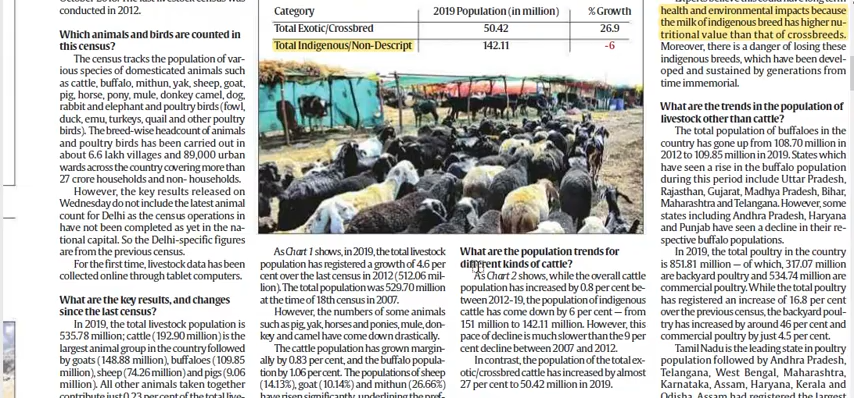 conducted in 2012.
Which animals and birds are counted in
this census?
The census tracks the population of var-
ious species of domesticated animals such
as cattle, buffalo, mithun, yak, sheep, goat,
pig, horse, pony, mule, donkey camel, dog,
rabbit and elephant and poultry birds (fowl,
duck, emu, turkeys, quail and other poultry
birds). The breed-wise headcount of animals
and poultry birds has been carried out in
about 6.6 lakh villages and 89,000 urban
wards across the country covering more than
27 crore households and non- households.
However, the key results released on
Wednesday do not include the latest animal
count for Delhi as the census operations in
have not been completed as yet in the na-
tional capital. So the Delhi-specific figures
are from the previous census.
For the first time, livestock data has been
collected online through tablet computers.
What are the key results, and changes
since the last census?
In 2019, the total livestock population is
535.78 million; cattle (192.90 million) is the
largest animal group in the country followed
by goats (148.88 million), buffaloes (109.85
million), sheep (74.26 million) and pigs (9.06
million). All other animals taken together
contribute just 0.23 per cent of the total live-
Category 2019 Population (in million) % Growth
Total Exotic/Crossbred 50.42 26.9
Total Indigenous/Non-Descript 142.11 -6
As Chart 1 shows, in 2019, the total livestock
population has registered a growth of 4.6 per
cent over the last census in 2012 (512.06 mil-
lion). The total population was 529.70 million
at the time of 18th census in 2007.
However, the numbers of some animals
such as pig, yak, horses and ponies, mule, don-
key and camel have come down drastically.
The cattle population has grown margin-
ally by 0.83 per cent, and the buffalo popula-
tion by 1.06 per cent. The populations of sheep
(14.13%), goat (10.14%) and mithun (26.66%)
have risen significantly, underlining the pref-
What are the population trends for
different kinds of cattle?
As Chart 2 shows, while the overall cattle
population has increased by 0.8 per cent be-
tween 2012-19, the population of indigenous
cattle has come down by 6 per cent — from
151 million to 142.11 million. However, this
pace of decline is much slower than the 9 per
cent decline between 2007 and 2012.
In contrast, the population of the total ex-
otic/crossbred cattle has increased by almost
27 per cent to 50.42 million in 2019.
health and environmental impacts because
the milk of indigenous breed has higher nu-
tritional value than that of crossbreeds.
Moreover, there is a danger of losing these
indigenous breeds, which have been devel-
oped and sustained by generations from
time immemorial.
What are the trends in the population of
livestock other than cattle?
The total population of buffaloes in the
country has gone up from 108.70 million in
2012 to 109.85 million in 2019. States which
have seen a rise in the buffalo population
during this period include Uttar Pradesh,
Rajasthan, Gujarat, Madhya Pradesh, Bihar,
Maharashtra and Telangana. However, some
states including Andhra Pradesh, Haryana
and Punjab have seen a decline in their re-
spective buffalo populations.
In 2019, the total poultry in the country
is 851.81 million — of which, 317.07 million
are backyard poultry and 534.74 million are
commercial poultry. While the total poultry
has registered an increase of 16.8 per cent
over the previous census, the backyard poul-
try has increased by around 46 per cent and
commercial poultry by just 4.5 per cent.
Tamil Nadu is the leading state in poultry
population followed by Andhra Pradesh,
Telangana, West Bengal, Maharashtra,
Karnataka, Assam, Haryana, Kerala and
Odisha. Assam had registered the largest